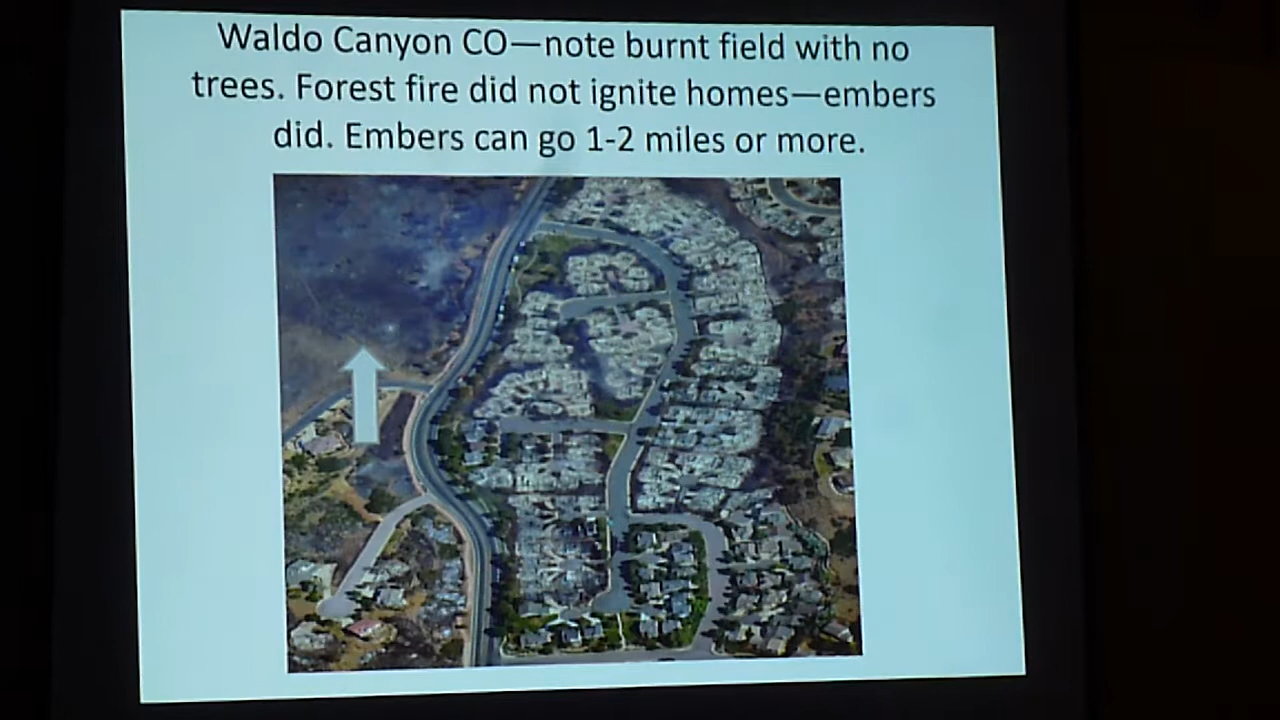 Waldo Canyon CO—note burnt field with no
trees. Forest fire did not ignite homes—embers
did. Embers can go 1-2 miles or more.